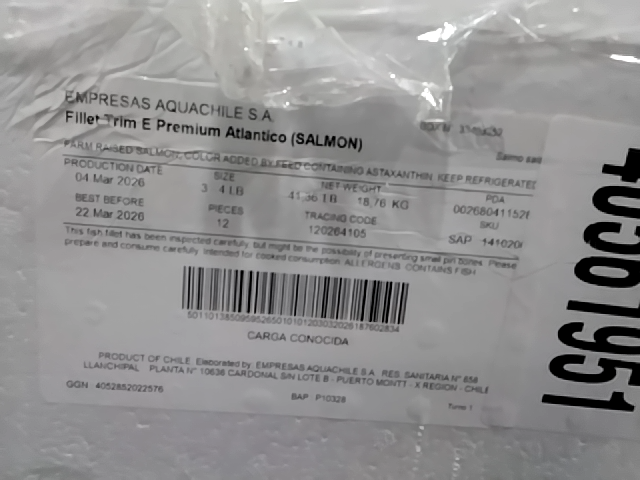 EMPRESAS AQUACHILE S.A.
Fillet Trim E Premium Atlantico (SALMON)
FARM RAISED SALMON, COLOR ADDED BY FEED CONTAINING ASTAXANTHIN. KEEP REFRIGERATED
PRODUCTION DATE SIZE NET WEIGHT PDA
04.Mar.2026 3 4 LB 41,36 LB 18,76 KG
BEST BEFORE PIECES TRACING CODE SKU
22.Mar.2026 12 120264105 SAP
This fish fillet has been inspected carefully, but might be the possibility of presenting small pin bones. Please
prepare and consume carefully. Intended for cooked consumption. ALLERGENS: CONTAINS FISH
CARGA CONOCIDA
PRODUCT OF CHILE. Elaborated by: EMPRESAS AQUACHILE S.A. RES. SANITARIA N° 658
LLANCHIPAL PLANTA N° 10638 CARDONAL SIN LOTE B - PUERTO MONTT - X REGION - CHILE
GGN 4052852022576 BAP P10328 Turno 1